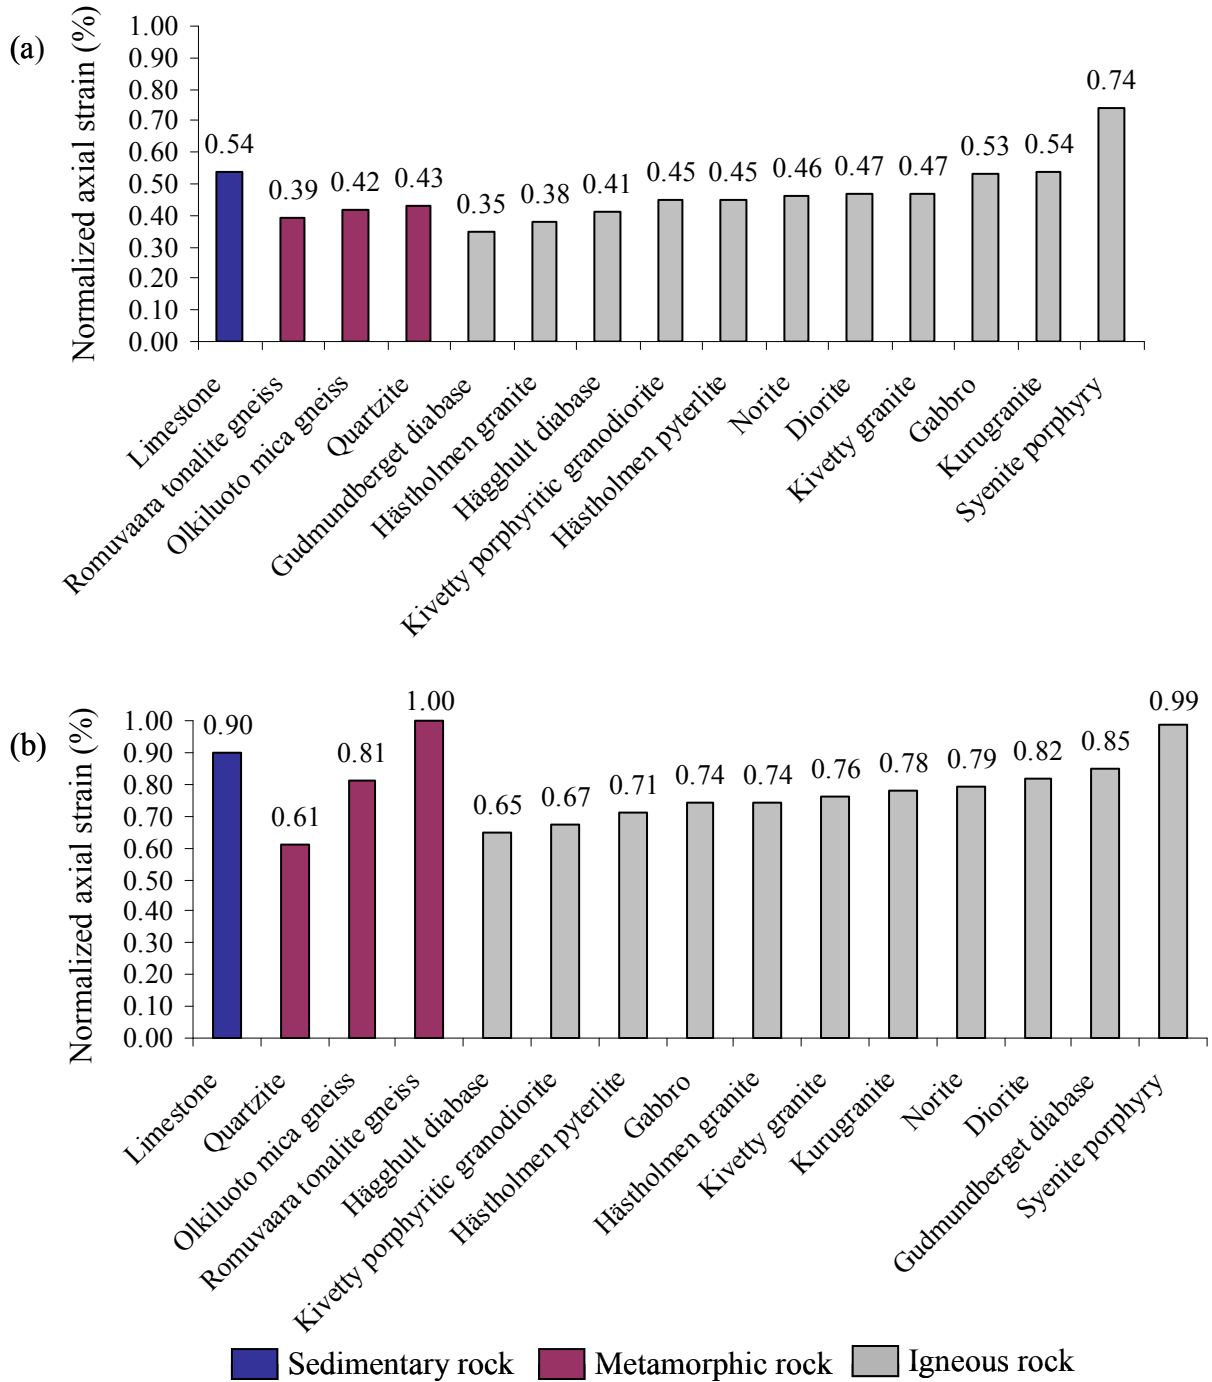 (a)
Normalized axial strain (%)
1.00
0.90
0.80
0.70
0.60
0.50
0.40
0.30
0.20
0.10
0.00
0.54
0.39
0.42
0.43
0.35
0.38
0.41
0.45
0.45
0.46
0.47
0.47
0.53
0.54
0.74
Limestone
Romuvaara tonalite gneiss
Olkiluoto mica gneiss
Quartzite
Gudmundberget diabase
Hästholmen granite
Hägghult diabase
Kivetty porphyritic granodiorite
Hästholmen pyterlite
Norite
Diorite
Kivetty granite
Gabbro
Kurugranite
Syenite porphyry
(b)
Normalized axial strain (%)
1.00
0.90
0.80
0.70
0.60
0.50
0.40
0.30
0.20
0.10
0.00
0.90
0.61
0.81
1.00
0.65
0.67
0.71
0.74
0.74
0.76
0.78
0.79
0.82
0.85
0.99
Limestone
Quartzite
Olkiluoto mica gneiss
Romuvaara tonalite gneiss
Hägghult diabase
Kivetty porphyritic granodiorite
Hästholmen pyterlite
Gabbro
Hästholmen granite
Kivetty granite
Kurugranite
Norite
Diorite
Gudmundberget diabase
Syenite porphyry
Sedimentary rock
Metamorphic rock
Igneous rock